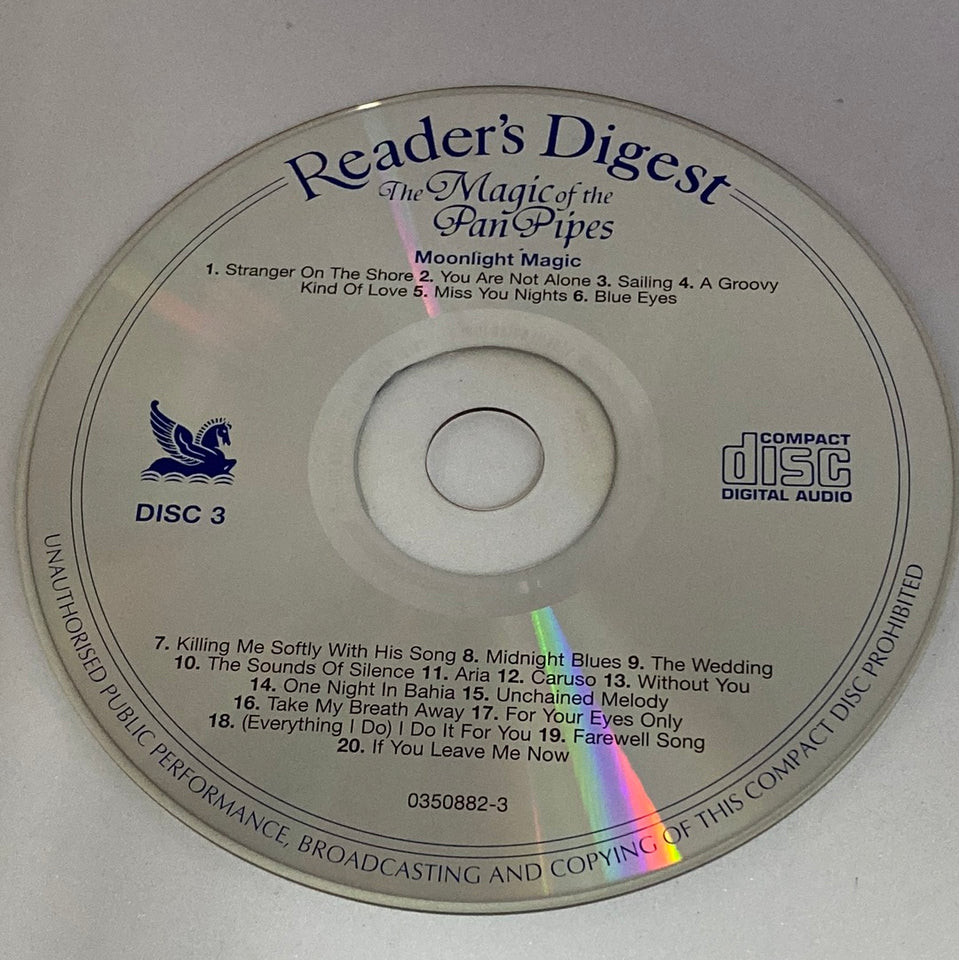 Reader's Digest
The Magic of the
Pan Pipes
Moonlight Magic
1. Stranger On The Shore 2. You Are Not Alone 3. Sailing 4. A Groovy
Kind Of Love 5. Miss You Nights 6. Blue Eyes
COMPACT
disc
DIGITAL AUDIO
DISC 3
7. Killing Me Softly With His Song 8. Midnight Blues 9. The Wedding
10. The Sounds Of Silence 11. Aria 12. Caruso 13. Without You
14. One Night In Bahia 15. Unchained Melody
16. Take My Breath Away 17. For Your Eyes Only
18. (Everything I Do) I Do It For You 19. Farewell Song
20. If You Leave Me Now
0350882-3
UNAUTHORISED PUBLIC PERFORMANCE, BROADCASTING AND COPYING OF THIS COMPACT DISC PROHIBITED